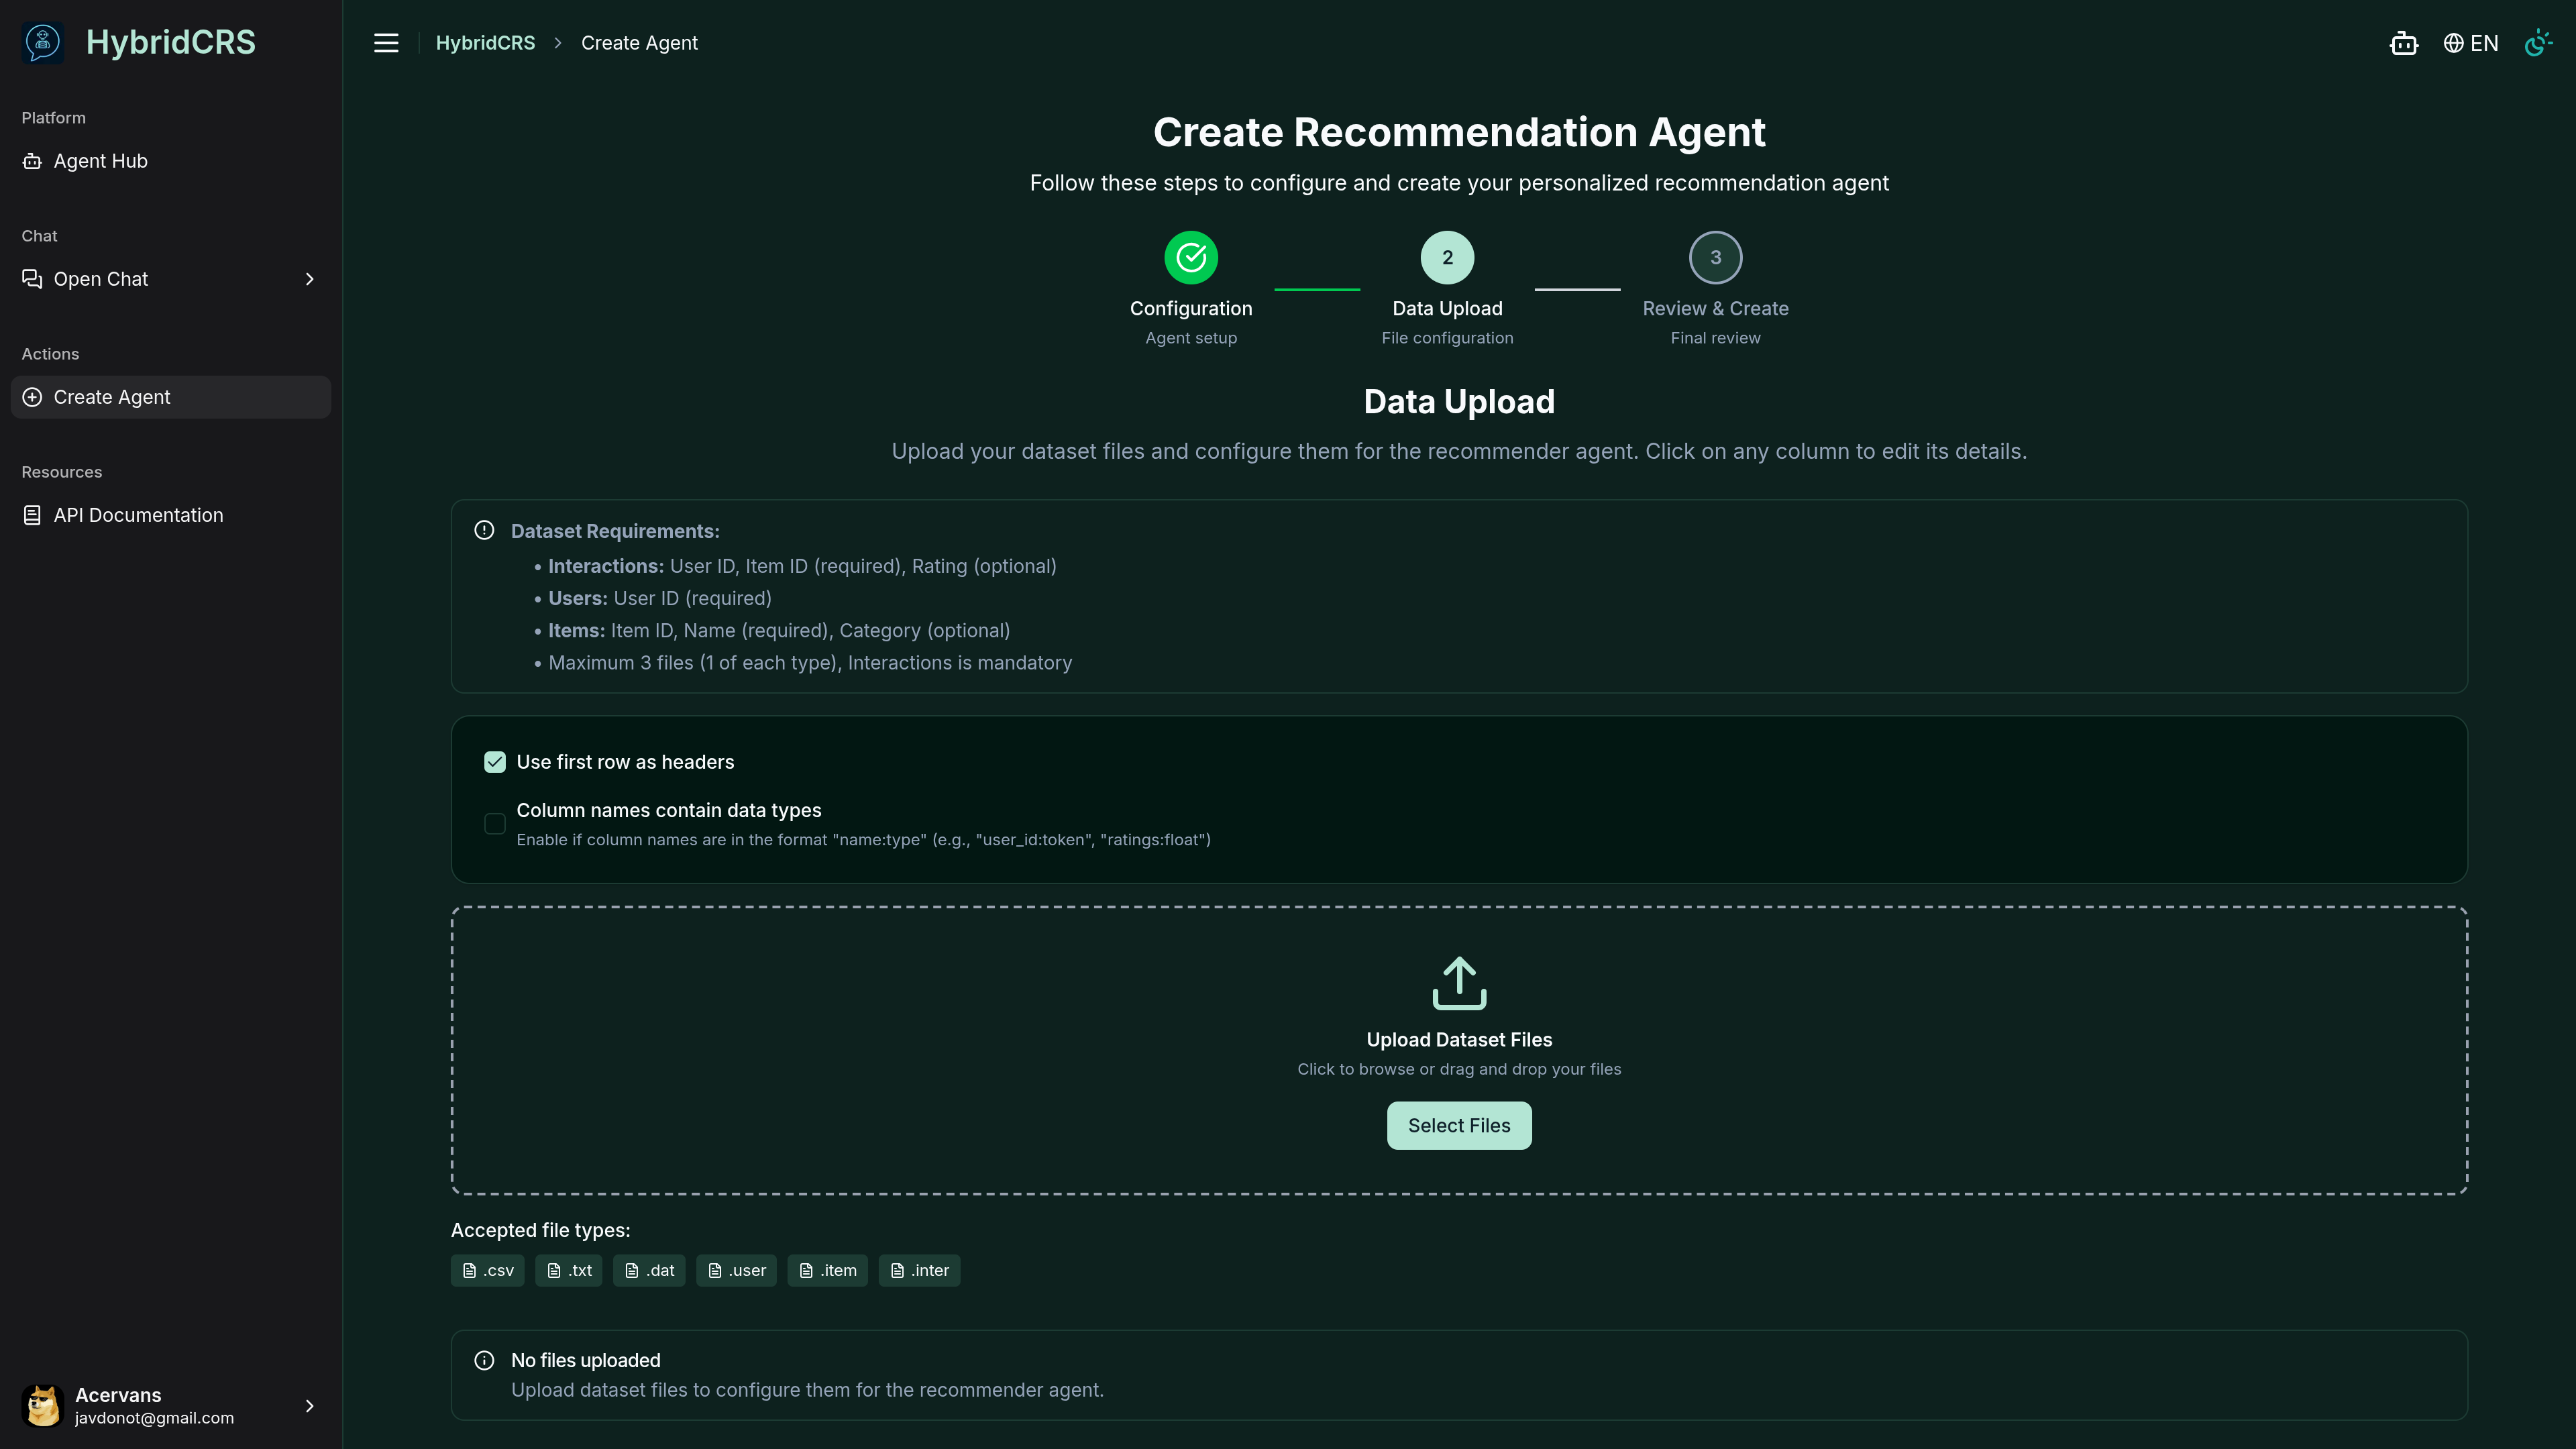 HybridCRS
Platform
Agent Hub
Chat
Open Chat
Actions
Create Agent
Resources
API Documentation
Acervans
javdonot@gmail.com
HybridCRS
Create Agent
EN
Create Recommendation Agent
Follow these steps to configure and create your personalized recommendation agent
2
3
Configuration
Data Upload
Review & Create
Agent setup
File configuration
Final review
Data Upload
Upload your dataset files and configure them for the recommender agent. Click on any column to edit its details.
Dataset Requirements:
• Interactions: User ID, Item ID (required), Rating (optional)
• Users: User ID (required)
• Items: Item ID, Name (required), Category (optional)
• Maximum 3 files (1 of each type), Interactions is mandatory
Use first row as headers
Column names contain data types
Enable if column names are in the format "name:type" (e.g., "user_id:token", "ratings:float")
Upload Dataset Files
Click to browse or drag and drop your files
Select Files
Accepted file types:
.csv
.txt
.dat
.user
.item
.inter
No files uploaded
Upload dataset files to configure them for the recommender agent.